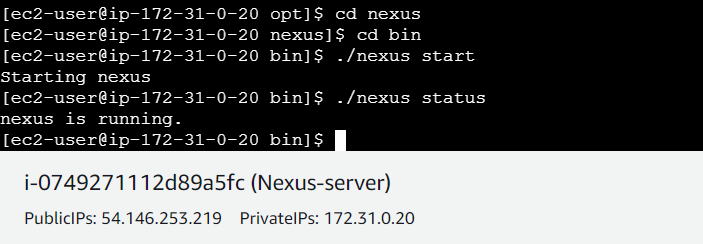 [ec2-user@ip-172-31-0-20 opt]$ cd nexus
[ec2-user@ip-172-31-0-20 nexus]$ cd bin
[ec2-user@ip-172-31-0-20 bin]$ ./nexus start
Starting nexus
[ec2-user@ip-172-31-0-20 bin]$ ./nexus status
nexus is running.
[ec2-user@ip-172-31-0-20 bin]$
i-0749271112d89a5fc (Nexus-server)
PublicIPs: 54.146.253.219 PrivateIPs: 172.31.0.20